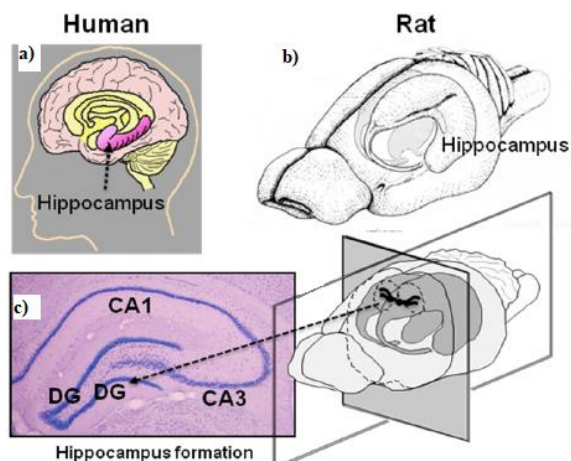 Human
Rat
a)
b)
Hippocampus
Hippocampus
c)
CA1
DG
DG
CA3
Hippocampus formation